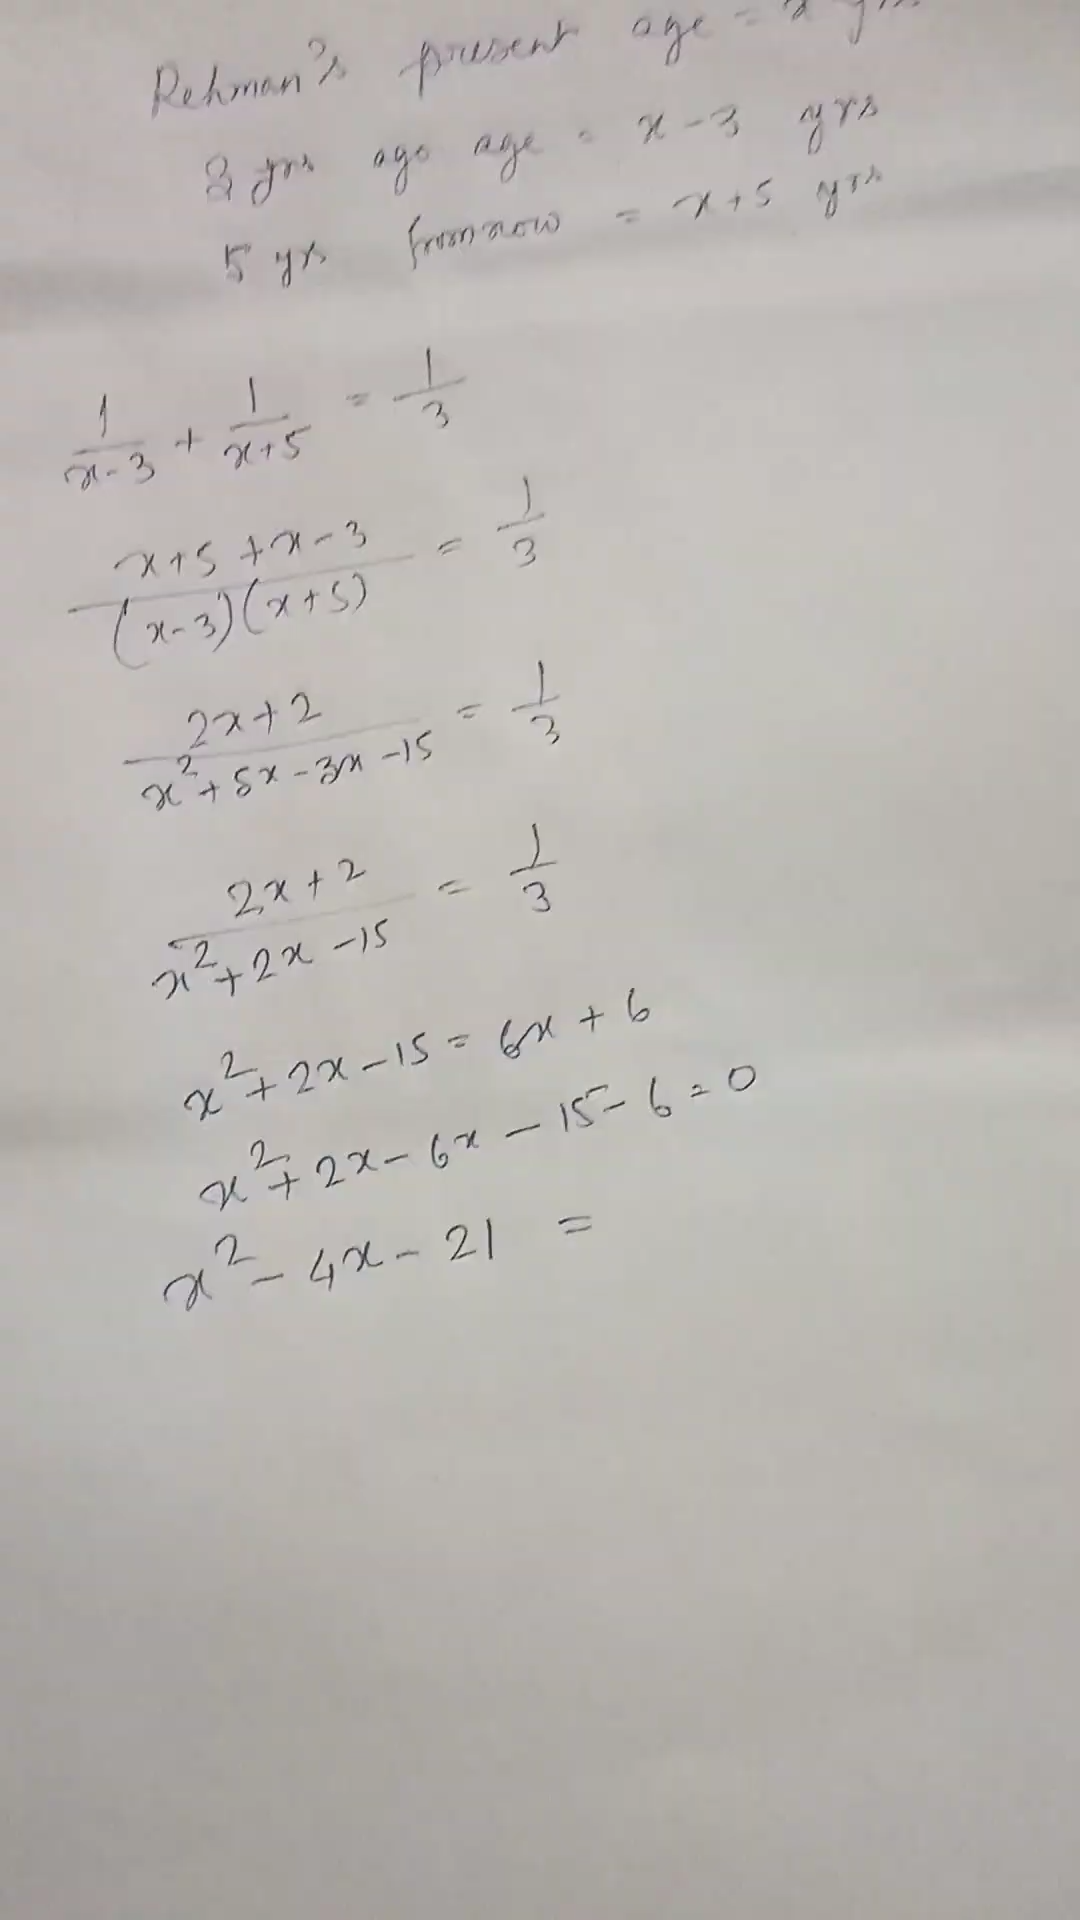 Rehman's present age = x yrs
3 yrs ago age = x-3 yrs
5 yrs from now = x+5 yrs
1/(x-3) + 1/(x+5) = 1/3
(x+5+x-3)/((x-3)(x+5)) = 1/3
(2x+2)/(x²+5x-3x-15) = 1/3
(2x+2)/(x²+2x-15) = 1/3
x²+2x-15 = 6x+6
x²+2x-6x-15-6=0
x²-4x-21 =